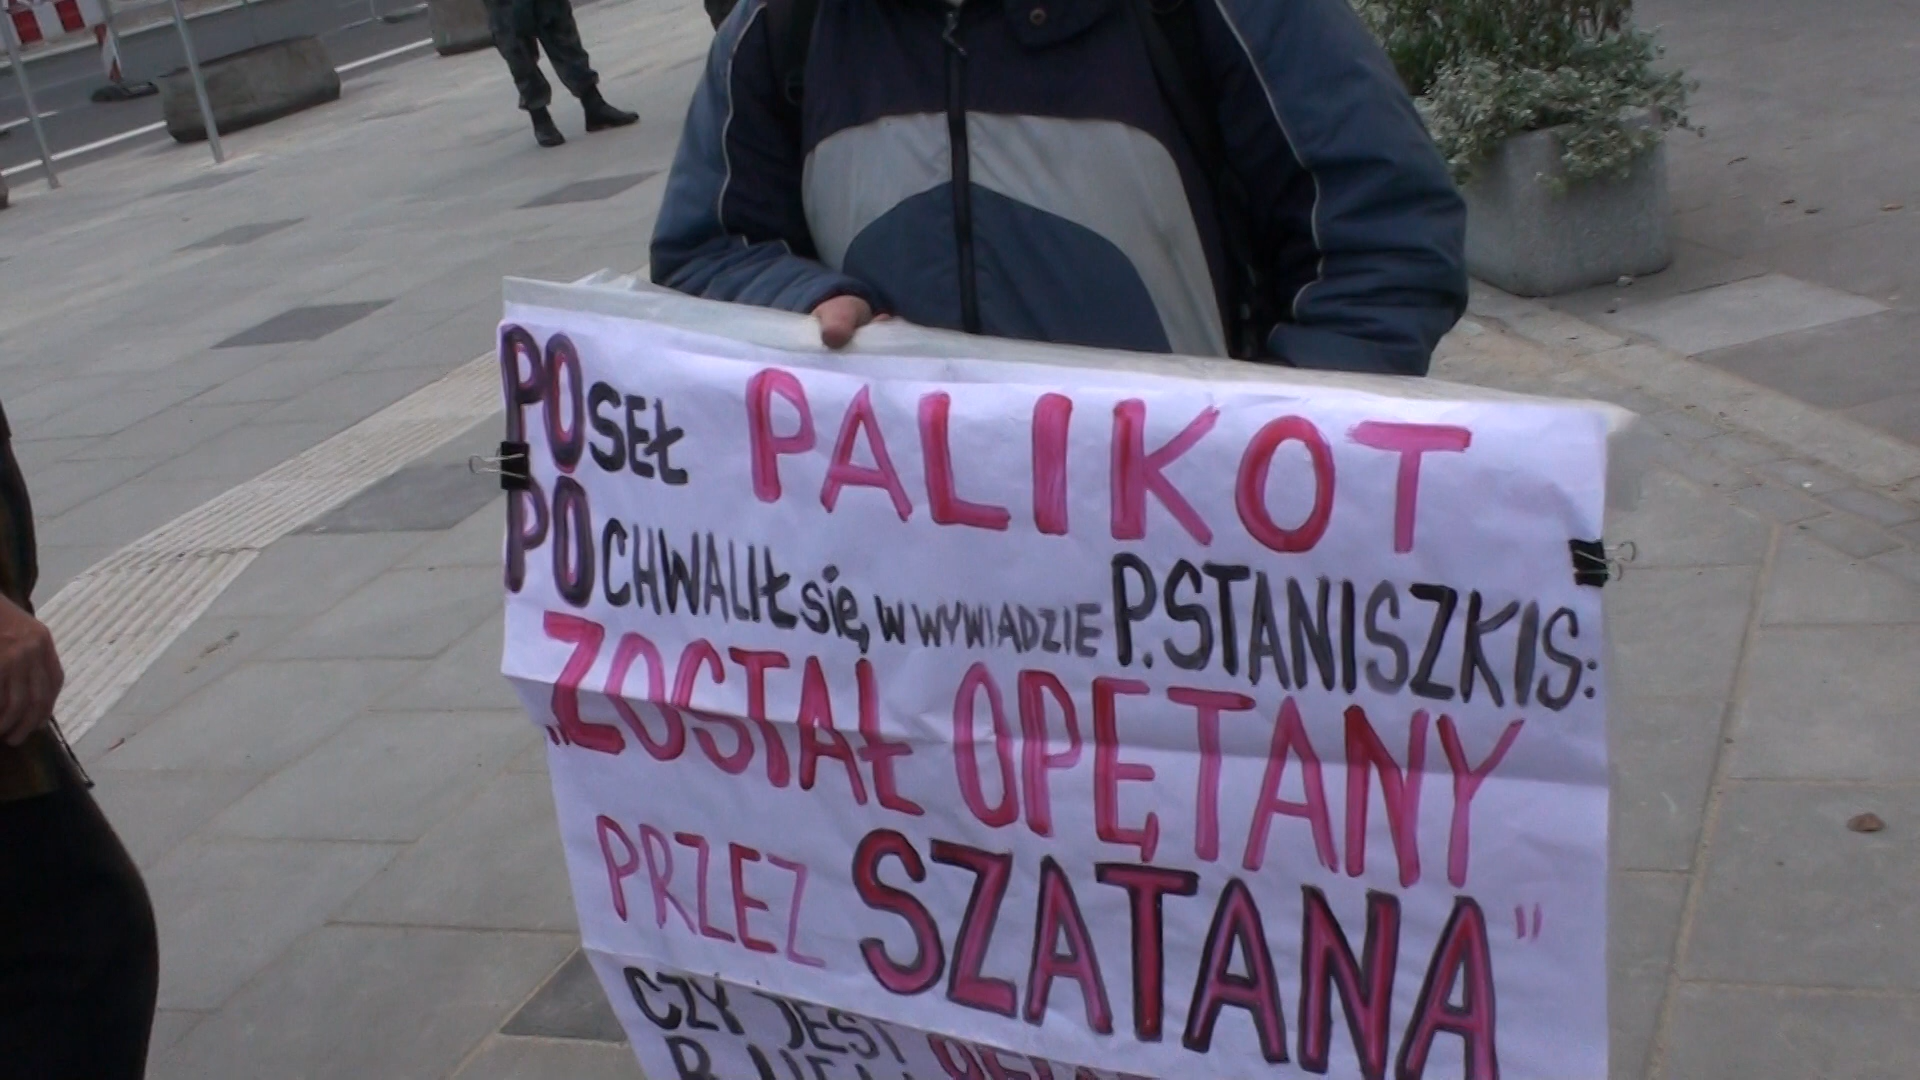 POSEŁ PALIKOT
POCHWALIŁ się, W WYWIADZIE P. STANISZKIS:
„ZOSTAŁ OPĘTANY
PRZEZ SZATANA"
CZY JEST